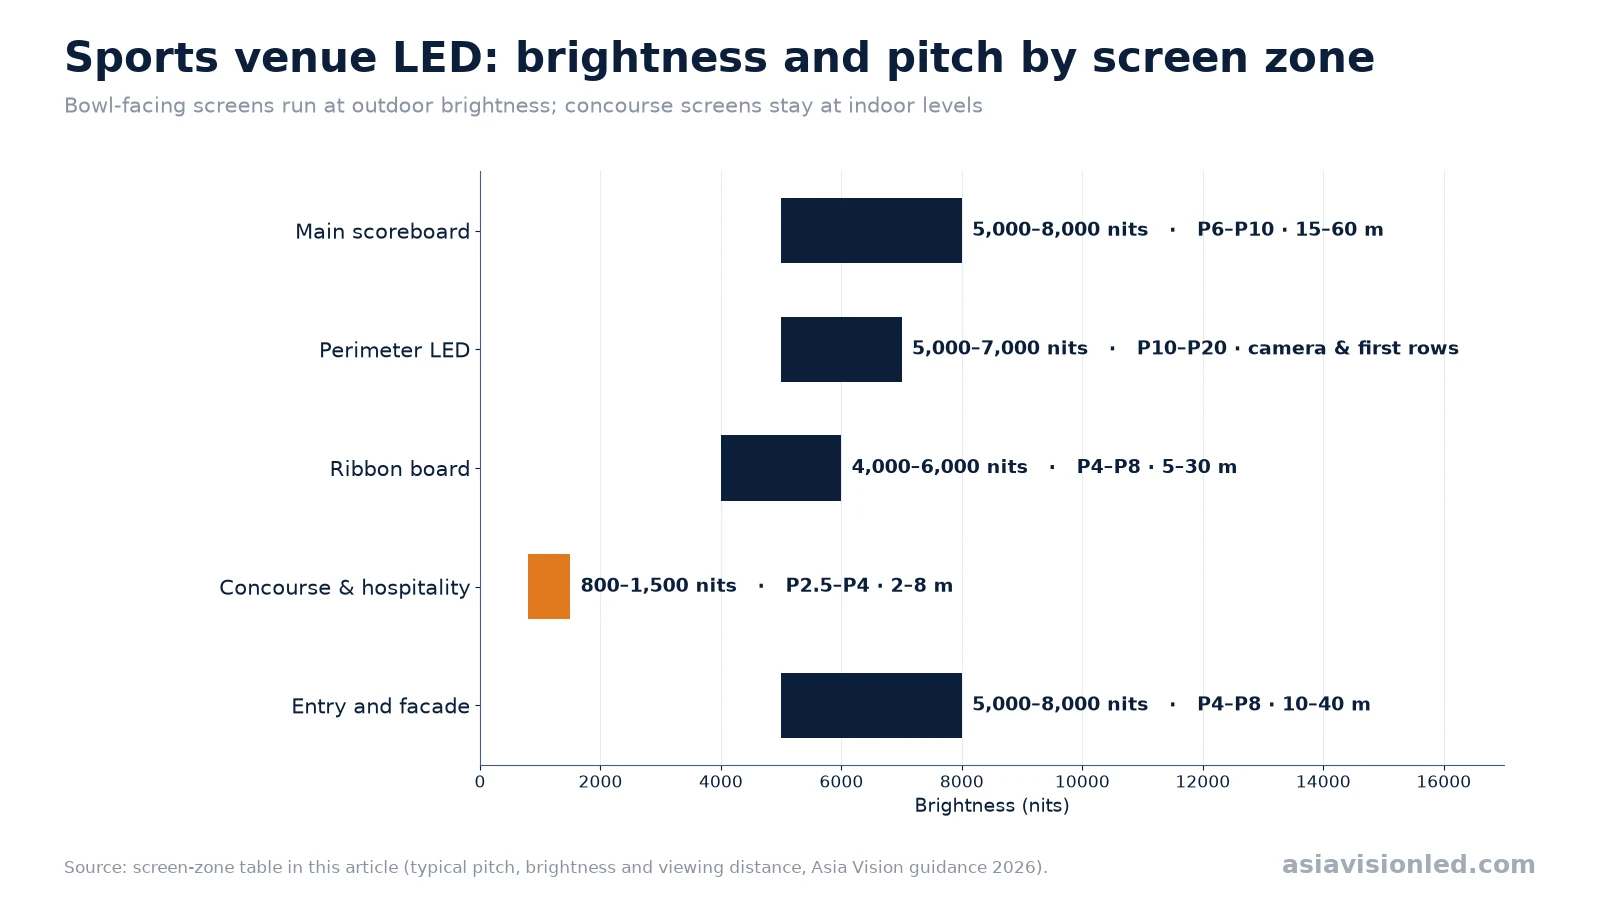 Sports venue LED: brightness and pitch by screen zone
Bowl-facing screens run at outdoor brightness; concourse screens stay at indoor levels
Main scoreboard
5,000–8,000 nits · P6–P10 · 15–60 m
Perimeter LED
5,000–7,000 nits · P10–P20 · camera & first rows
Ribbon board
4,000–6,000 nits · P4–P8 · 5–30 m
Concourse & hospitality
800–1,500 nits · P2.5–P4 · 2–8 m
Entry and facade
5,000–8,000 nits · P4–P8 · 10–40 m
0 2000 4000 6000 8000 10000 12000 14000 16000
Brightness (nits)
Source: screen-zone table in this article (typical pitch, brightness and viewing distance, Asia Vision guidance 2026).
asiavisionled.com